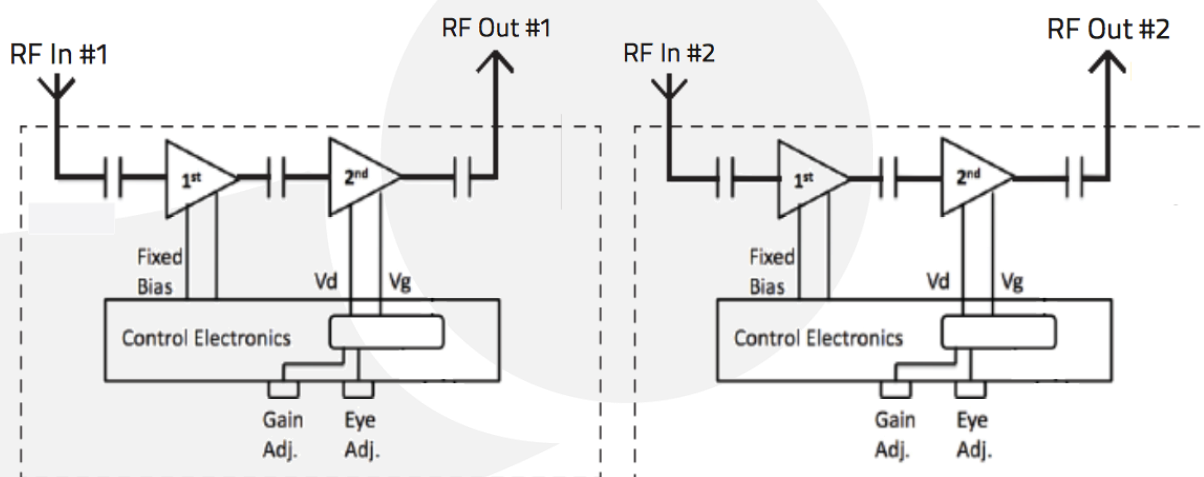 RF In #1
RF Out #1
1st
2nd
Fixed
Bias
Vd
Vg
Control Electronics
Gain
Adj.
Eye
Adj.
RF In #2
RF Out #2
1st
2nd
Fixed
Bias
Vd
Vg
Control Electronics
Gain
Adj.
Eye
Adj.